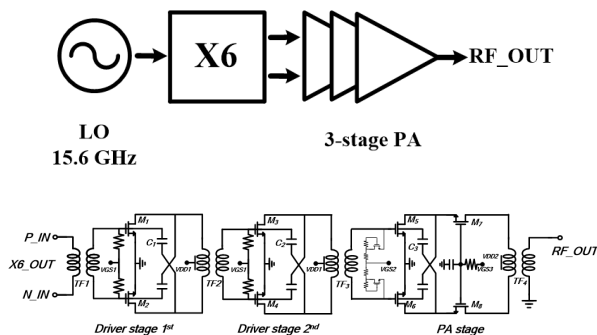 X6
RF_OUT
LO
15.6 GHz
3-stage PA
M1 M3 M5 M7
P_IN
VGS1 C1 VGS1 C2 C3 VDD2 RF_OUT
X6_OUT VDD1 VDD1 VGS2 VGS3
TF1 TF2 TF3 TF4
N_IN
M2 M4 M6 M8
Driver stage 1st Driver stage 2nd PA stage